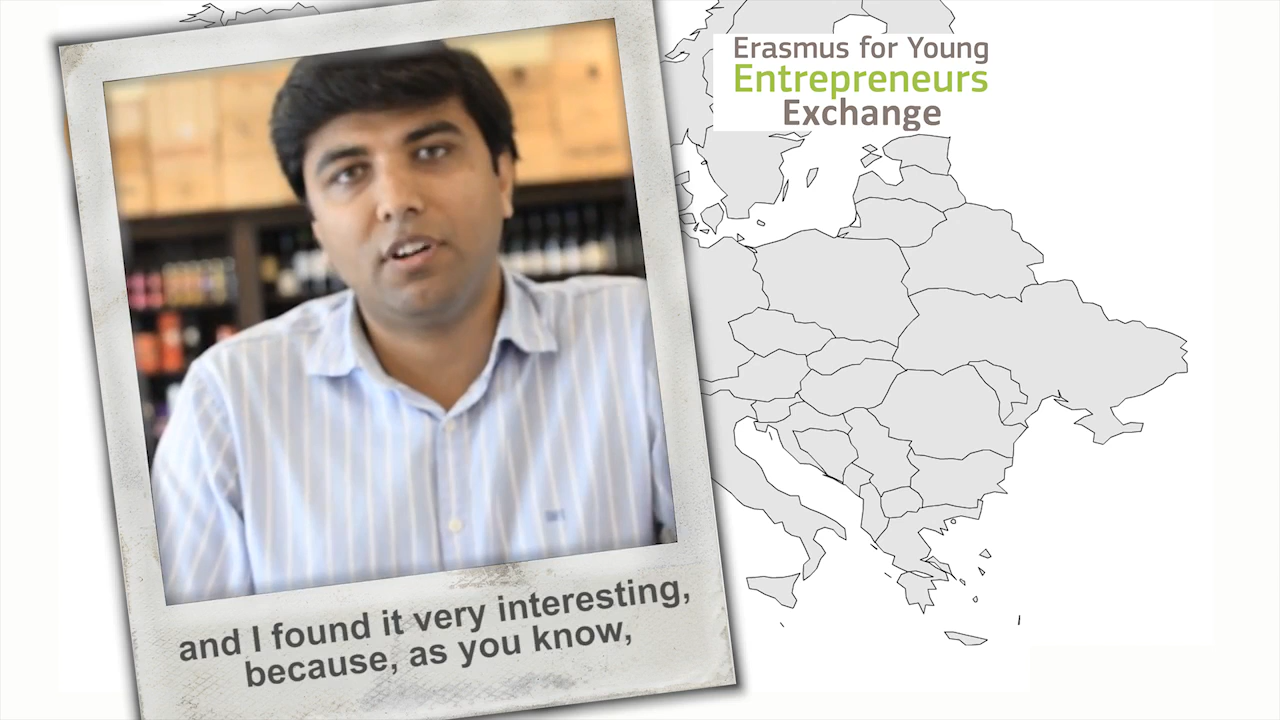 Erasmus for Young
Entrepreneurs
Exchange
and I found it very interesting,
because, as you know,